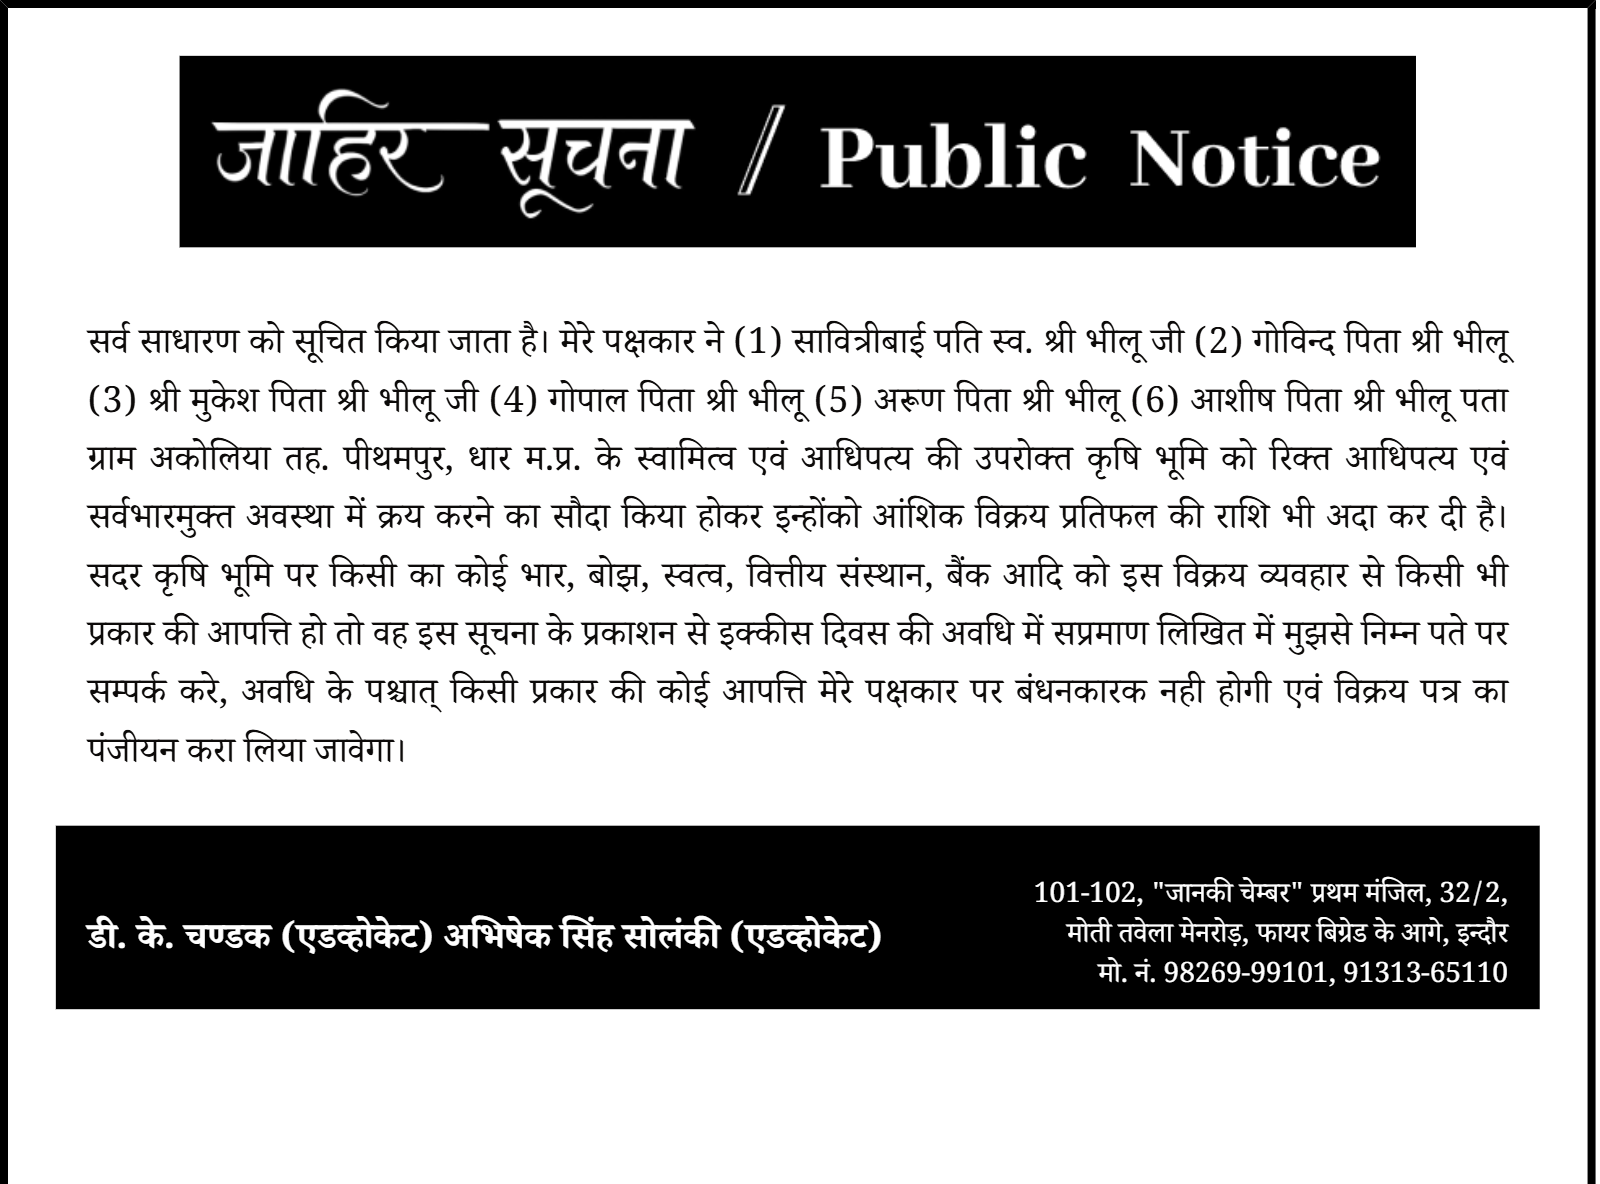 जाहिर सूचना // Public Notice
सर्व साधारण को सूचित किया जाता है। मेरे पक्षकार ने (1) सावित्रीबाई पति स्व. श्री भीलू जी (2) गोविन्द पिता श्री भीलू
(3) श्री मुकेश पिता श्री भीलू जी (4) गोपाल पिता श्री भीलू (5) अरूण पिता श्री भीलू (6) आशीष पिता श्री भीलू पता
ग्राम अकोलिया तह. पीथमपुर, धार म.प्र. के स्वामित्व एवं आधिपत्य की उपरोक्त कृषि भूमि को रिक्त आधिपत्य एवं
सर्वभारमुक्त अवस्था में क्रय करने का सौदा किया होकर इन्होंको आंशिक विक्रय प्रतिफल की राशि भी अदा कर दी है।
सदर कृषि भूमि पर किसी का कोई भार, बोझ, स्वत्व, वित्तीय संस्थान, बैंक आदि को इस विक्रय व्यवहार से किसी भी
प्रकार की आपत्ति हो तो वह इस सूचना के प्रकाशन से इक्कीस दिवस की अवधि में सप्रमाण लिखित में मुझसे निम्न पते पर
सम्पर्क करे, अवधि के पश्चात् किसी प्रकार की कोई आपत्ति मेरे पक्षकार पर बंधनकारक नही होगी एवं विक्रय पत्र का
पंजीयन करा लिया जावेगा।
डी. के. चण्डक (एडव्होकेट) अभिषेक सिंह सोलंकी (एडव्होकेट)
101-102, "जानकी चेम्बर" प्रथम मंजिल, 32/2,
मोती तवेला मेनरोड़, फायर बिग्रेड के आगे, इन्दौर
मो. नं. 98269-99101, 91313-65110